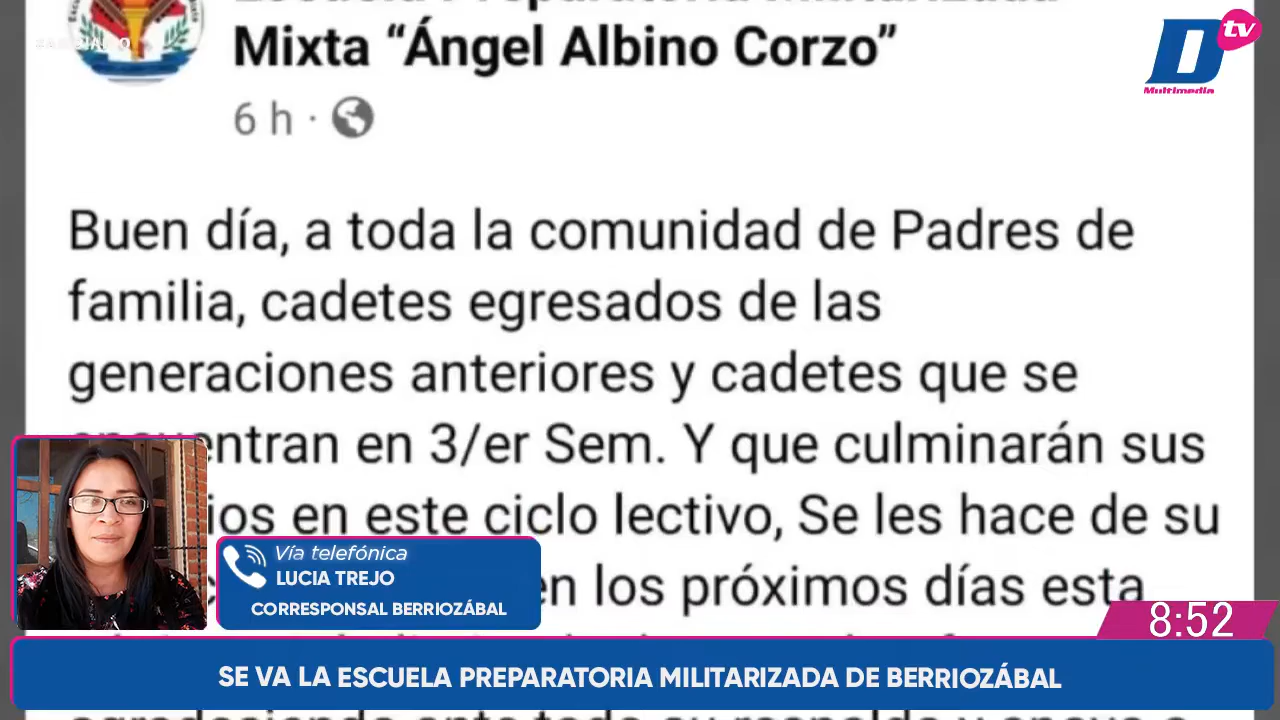 Mixta “Ángel Albino Corzo”
6 h ·
D tv
Multimedia
Buen día, a toda la comunidad de Padres de
familia, cadetes egresados de las
generaciones anteriores y cadetes que se
entran en 3/er Sem. Y que culminarán sus
ios en este ciclo lectivo, Se les hace de su
en los próximos días esta
Vía telefónica
LUCIA TREJO
CORRESPONSAL BERRIOZÁBAL
8:52
SE VA LA ESCUELA PREPARATORIA MILITARIZADA DE BERRIOZÁBAL